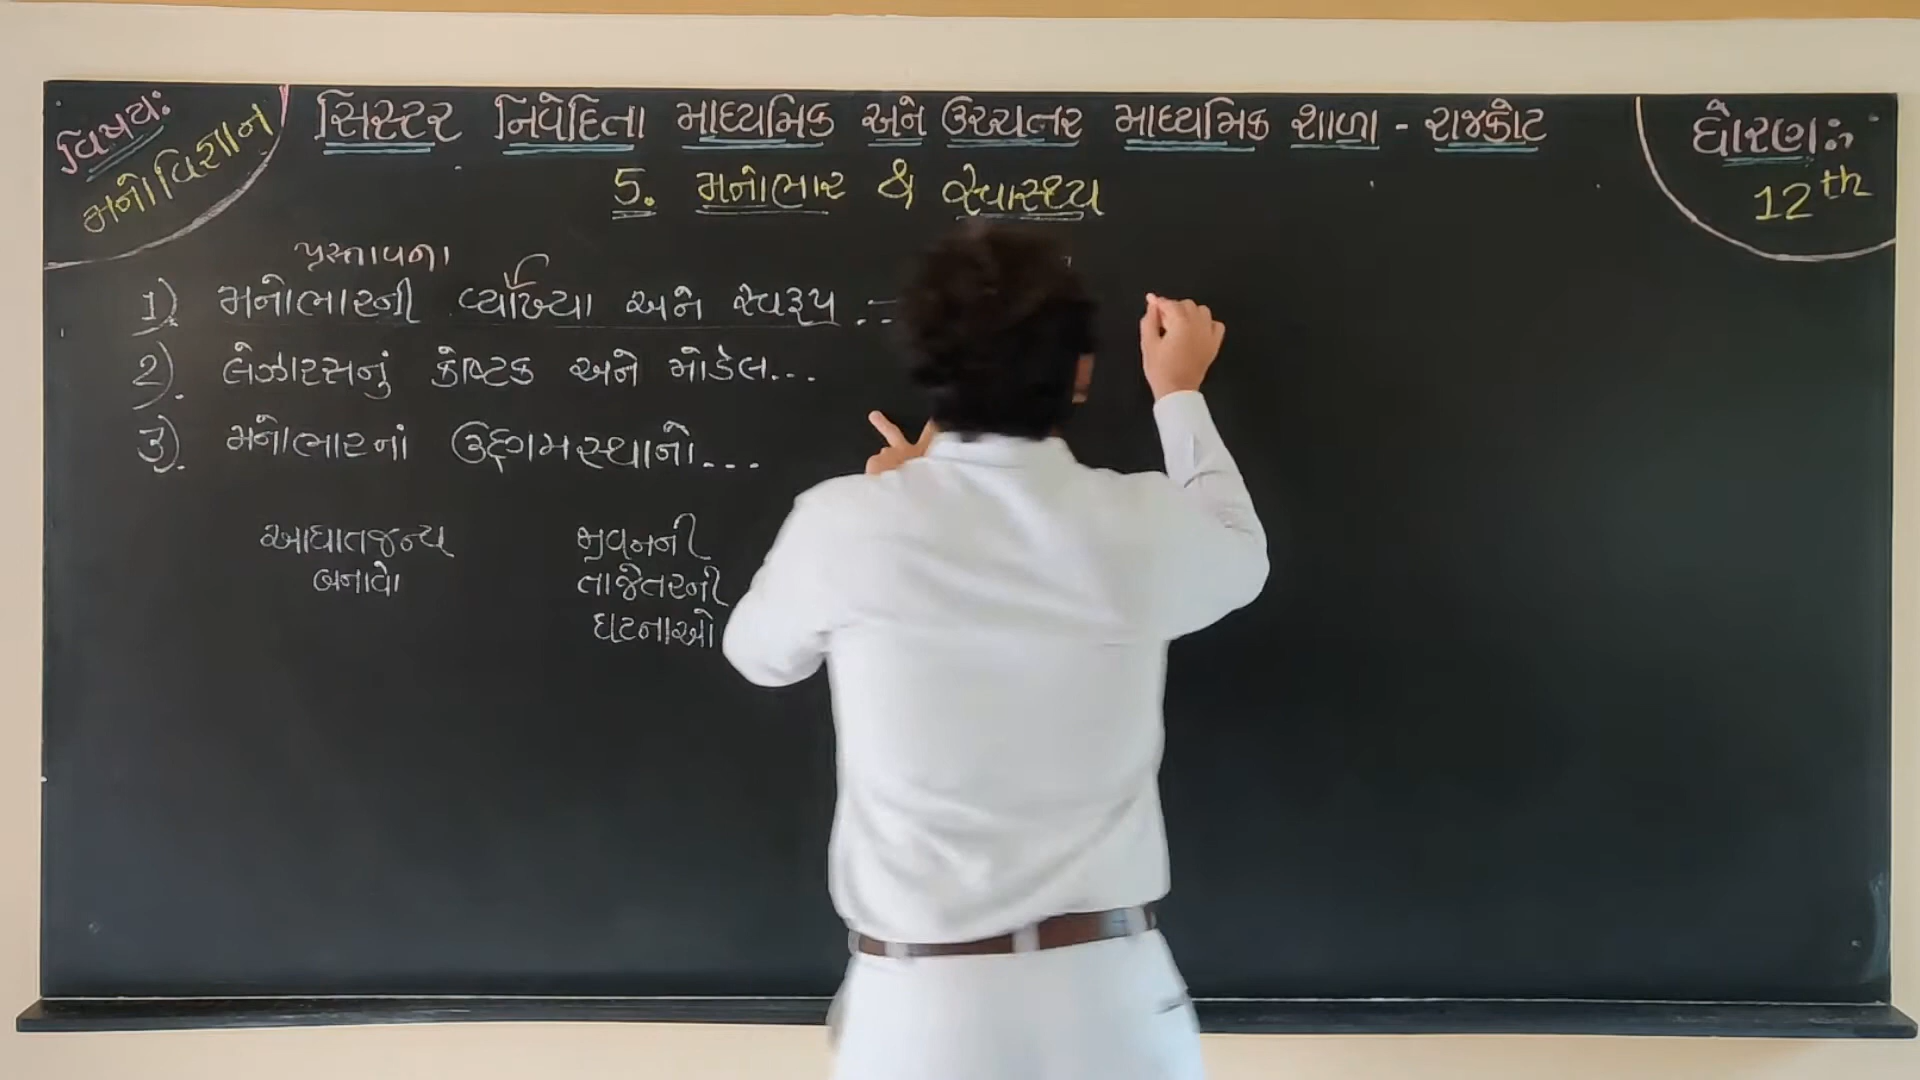 વિષય:
મનોવિજ્ઞાન
સિસ્ટર નિવેદિતા માધ્યમિક અને ઉચ્ચતર માધ્યમિક શાળા - રાજકોટ
ધોરણ:
12th
5. મનોભાર & સ્વાસ્થ્ય
પ્રસ્તાવના
1) મનોભારની વ્યાખ્યા અને સ્વરૂપ :-
2) લેઝારસનું કોષ્ટક અને મોડેલ...
3) મનોભારનાં ઉદ્દગમસ્થાનો...
આઘાતજન્ય
બનાવો
જીવનની
તાજેતરની
ઘટનાઓ